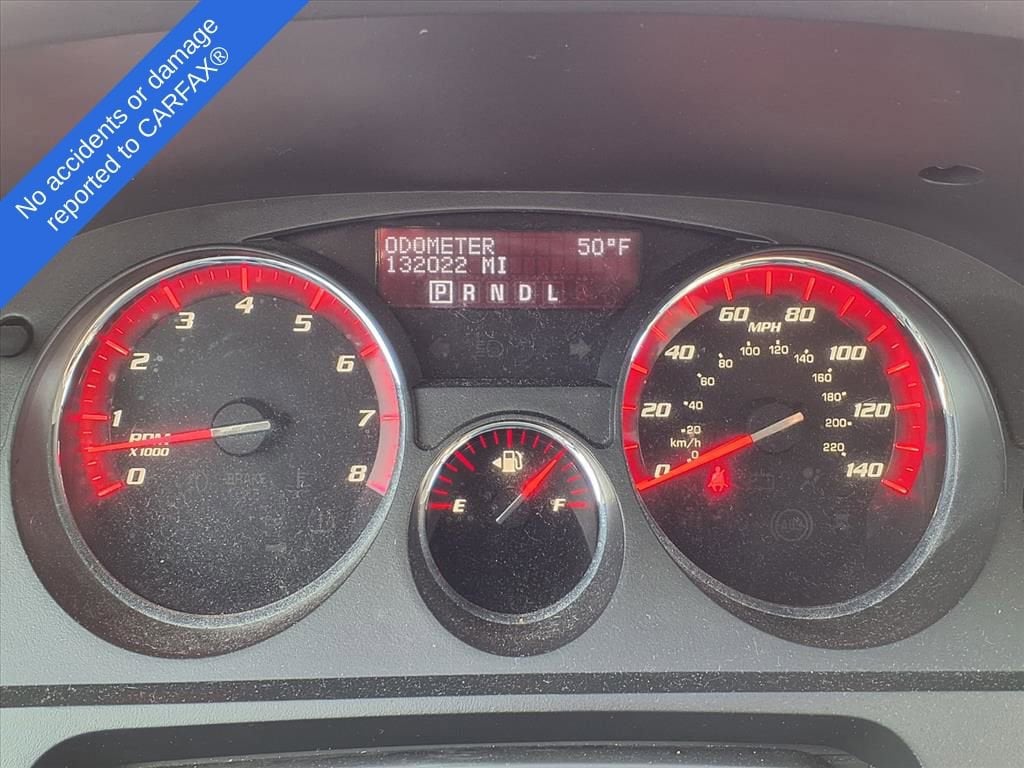 No accidents or damage
reported to CARFAX®
ODOMETER 50°F
132022 MI
P R N D L
0 1 2 3 4 5 6 7 8
RPM
X1000
E F
0 20 40 60 80 100 120 140
MPH
0 20 40 60 80 100 120 140 160 180 200 220
km/h